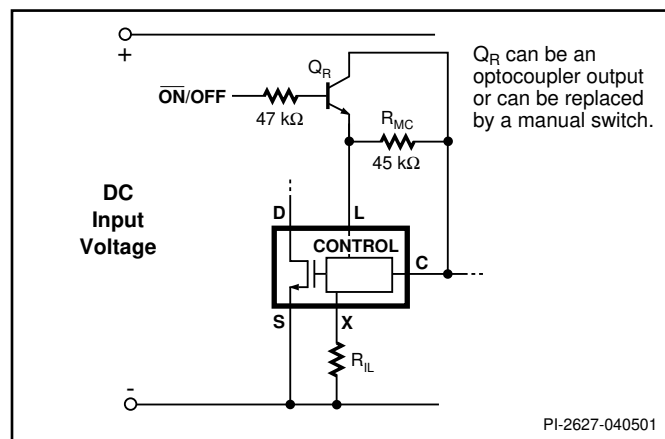 +
Q_R
Q_R can be an
optocoupler output
or can be replaced
by a manual switch.
O̅N̅/OFF
47 kΩ
R_MC
45 kΩ
DC
Input
Voltage
D
L
CONTROL
C
S
X
R_IL
-
PI-2627-040501